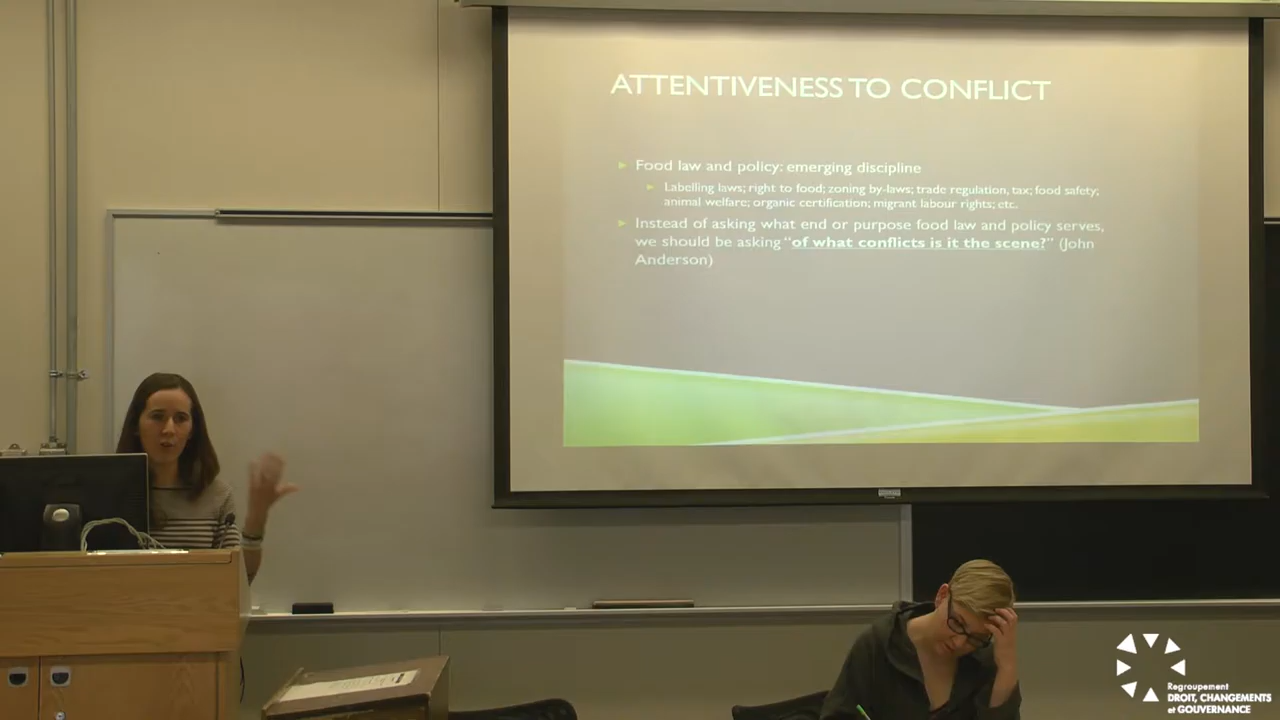 ATTENTIVENESS TO CONFLICT
► Food law and policy: emerging discipline
► Labelling laws; right to food; zoning by-laws; trade regulation, tax; food safety;
animal welfare; organic certification; migrant labour rights; etc.
► Instead of asking what end or purpose food law and policy serves,
we should be asking “of what conflicts is it the scene?” (John
Anderson)
Regroupement
DROIT, CHANGEMENTS
et GOUVERNANCE